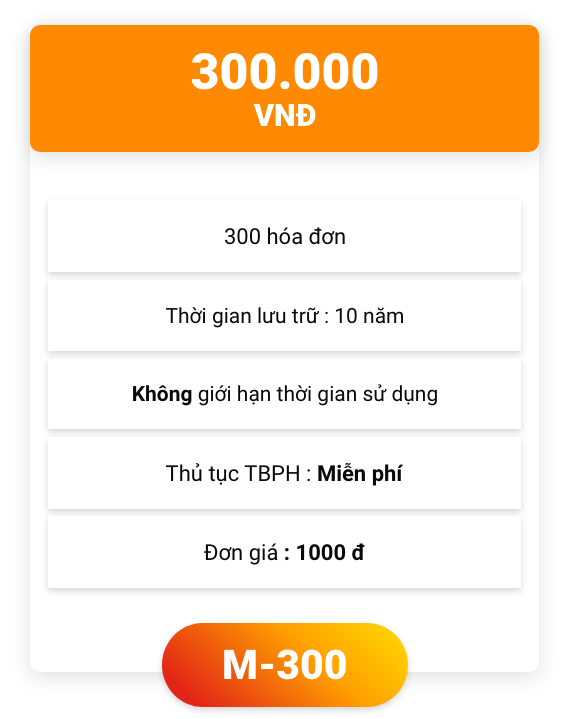 300.000
VNĐ
300 hóa đơn
Thời gian lưu trữ : 10 năm
Không giới hạn thời gian sử dụng
Thủ tục TBPH : Miễn phí
Đơn giá : 1000 đ
M-300